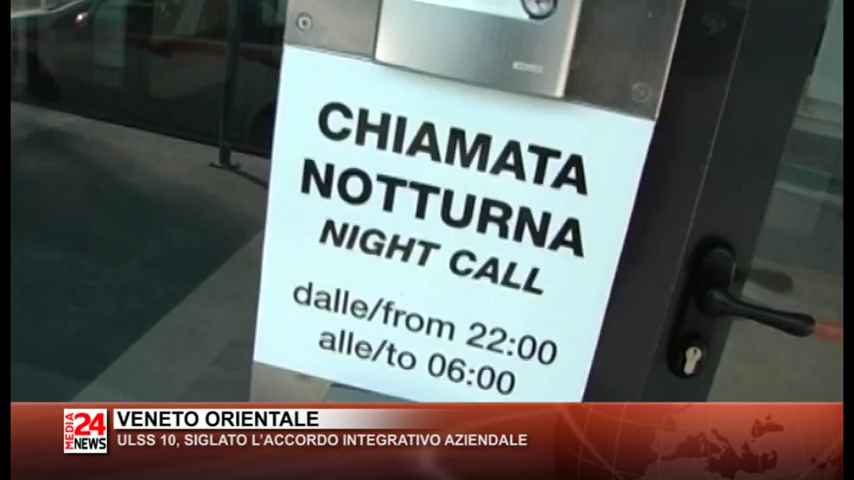 CHIAMATA
NOTTURNA
NIGHT CALL
dalle/from 22:00
alle/to 06:00
MEDIA 24 NEWS
VENETO ORIENTALE
ULSS 10, SIGLATO L'ACCORDO INTEGRATIVO AZIENDALE